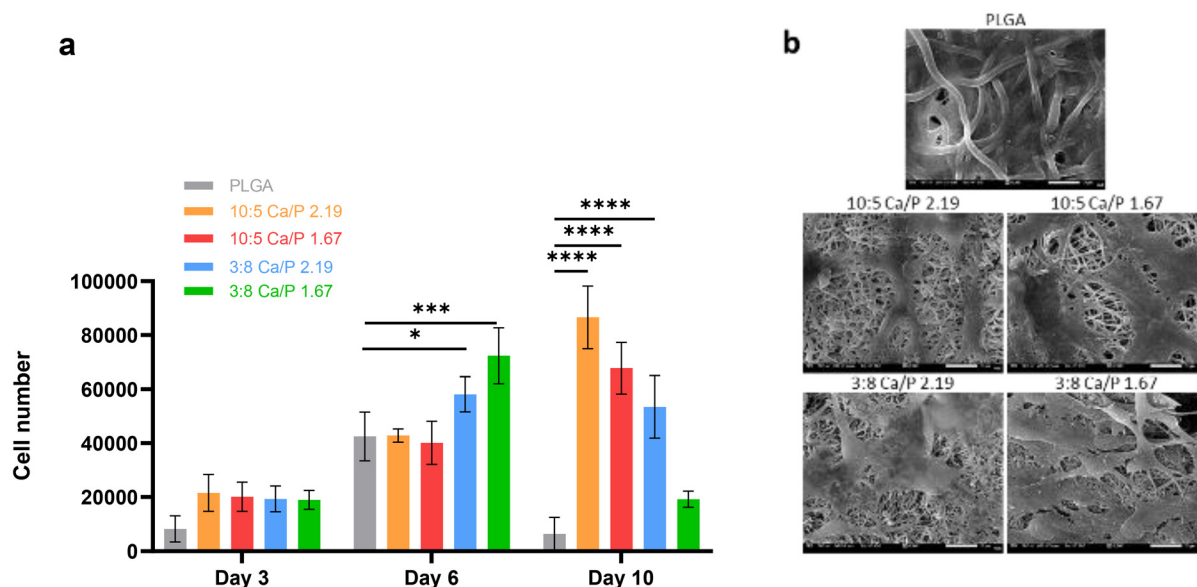 a
PLGA
10:5 Ca/P 2.19
10:5 Ca/P 1.67
3:8 Ca/P 2.19
3:8 Ca/P 1.67
****
****
****
***
*
Cell number
100000
80000
60000
40000
20000
0
Day 3
Day 6
Day 10
b
PLGA
10:5 Ca/P 2.19
10:5 Ca/P 1.67
3:8 Ca/P 2.19
3:8 Ca/P 1.67